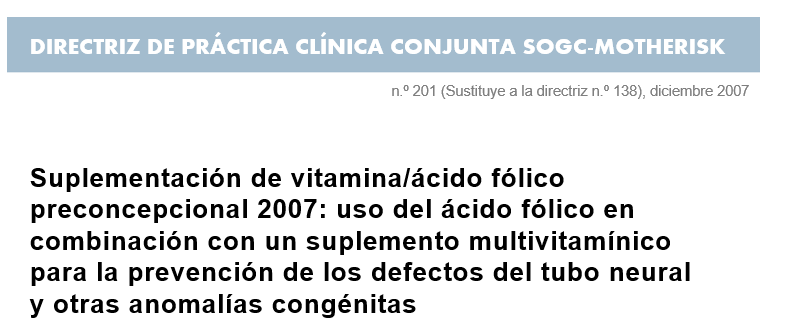 DIRECTRIZ DE PRÁCTICA CLÍNICA CONJUNTA SOGC-MOTHERISK
n.º 201 (Sustituye a la directriz n.º 138), diciembre 2007
Suplementación de vitamina/ácido fólico
preconcepcional 2007: uso del ácido fólico en
combinación con un suplemento multivitamínico
para la prevención de los defectos del tubo neural
y otras anomalías congénitas